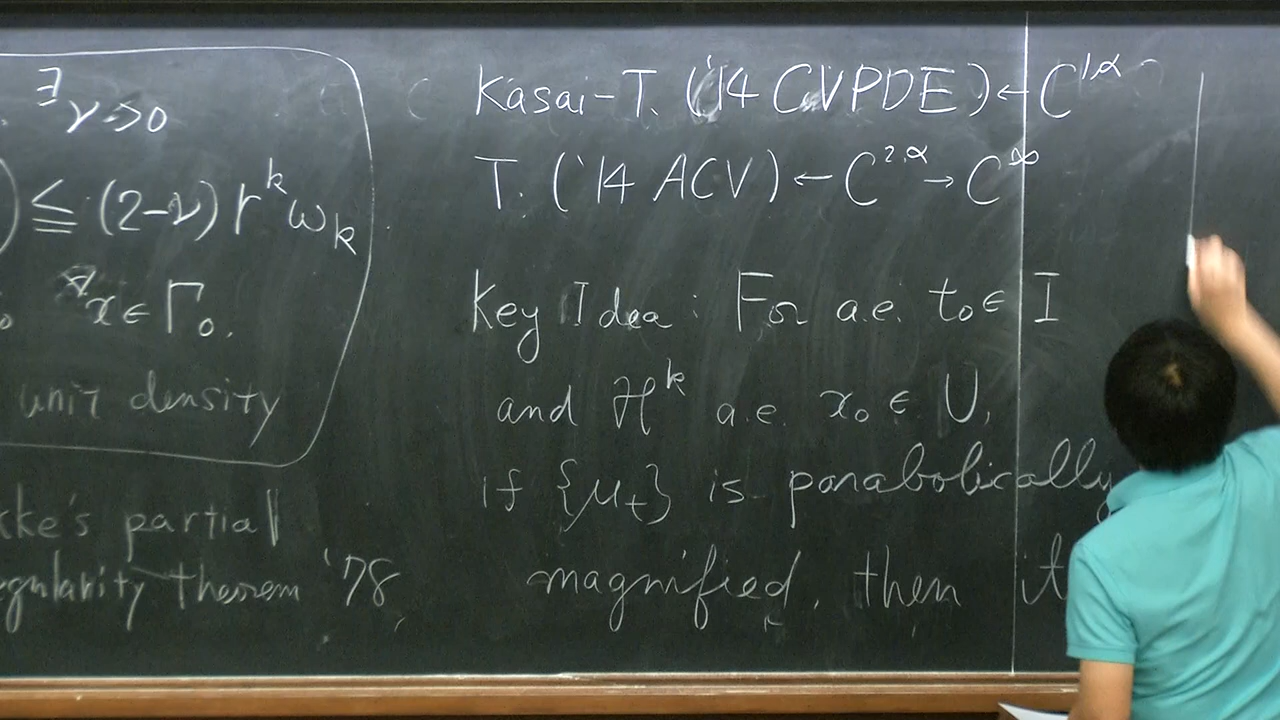 ∃ν>0
) ≦ (2-ν) r^k ω_k
∀x ∈ Γ₀.
unit density
kke's partial
egularity theorem '78
Kasai-T. ('14 CVPDE) ← C^{1,α}
T. ('14 ACV) ← C^{2,α} → C^∞
Key Idea : For a.e. t₀ ∈ I
and ℋ^k a.e. x₀ ∈ U,
if {μ_t} is parabolically
magnified, then it